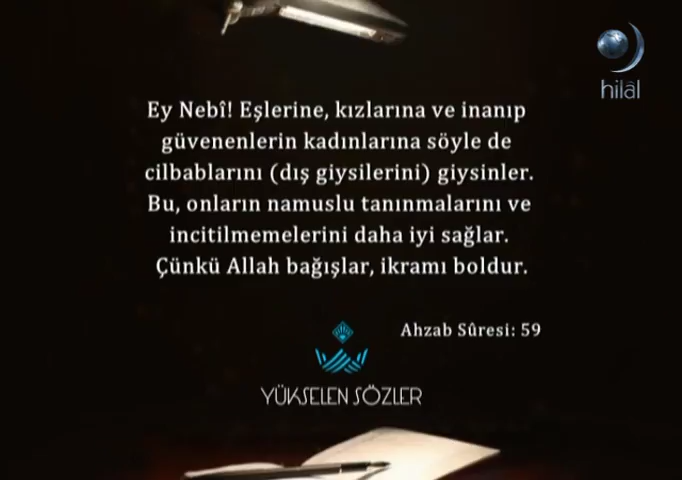 hilâl
Ey Nebî! Eşlerine, kızlarına ve inanıp
güvenenlerin kadınlarına söyle de
cilbablarını (dış giysilerini) giysinler.
Bu, onların namuslu tanınmalarını ve
incitilmemelerini daha iyi sağlar.
Çünkü Allah bağışlar, ikramı boldur.
Ahzab Sûresi: 59
YÜKSELEN SÖZLER